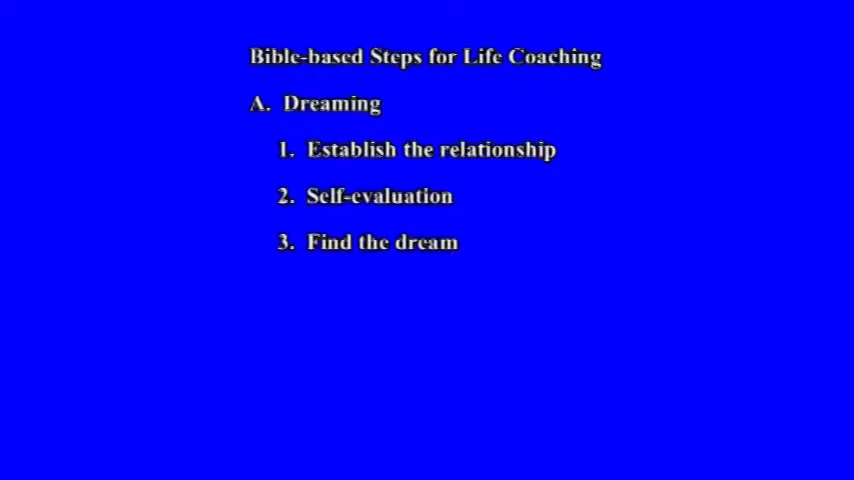 Bible-based Steps for Life Coaching
A. Dreaming
1. Establish the relationship
2. Self-evaluation
3. Find the dream